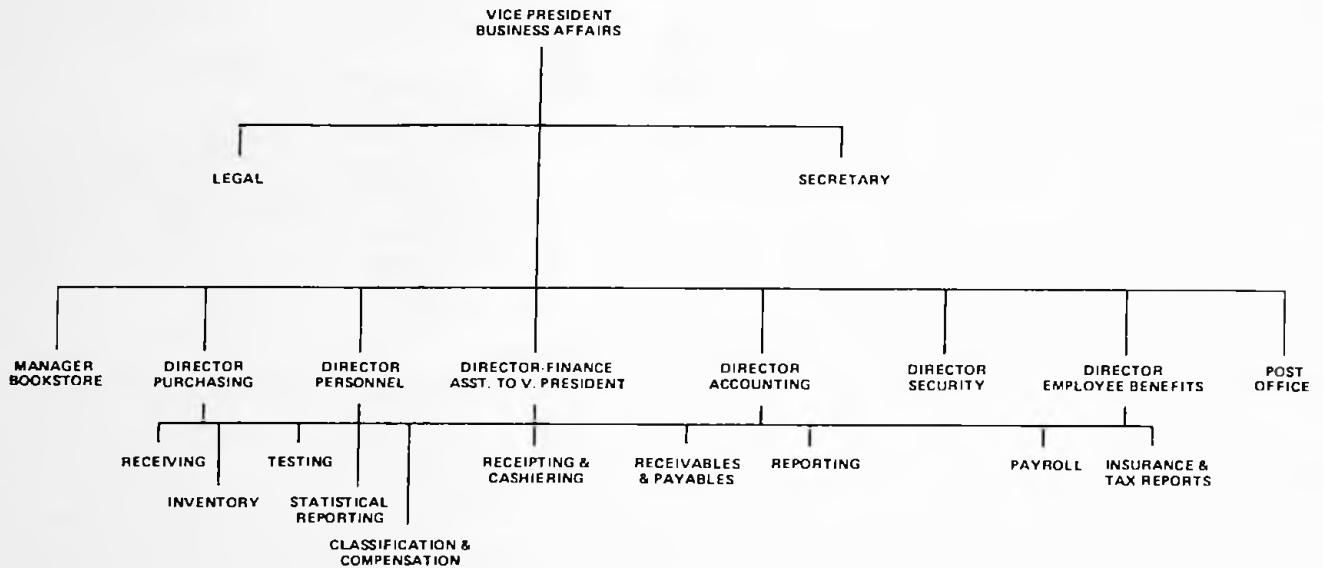 VICE PRESIDENT
BUSINESS AFFAIRS
LEGAL
SECRETARY
MANAGER
BOOKSTORE
DIRECTOR
PURCHASING
DIRECTOR
PERSONNEL
DIRECTOR-FINANCE
ASST. TO V. PRESIDENT
DIRECTOR
ACCOUNTING
DIRECTOR
SECURITY
DIRECTOR
EMPLOYEE BENEFITS
POST
OFFICE
RECEIVING
INVENTORY
TESTING
STATISTICAL
REPORTING
CLASSIFICATION &
COMPENSATION
RECEIPTING &
CASHIERING
RECEIVABLES
& PAYABLES
REPORTING
PAYROLL
INSURANCE &
TAX REPORTS